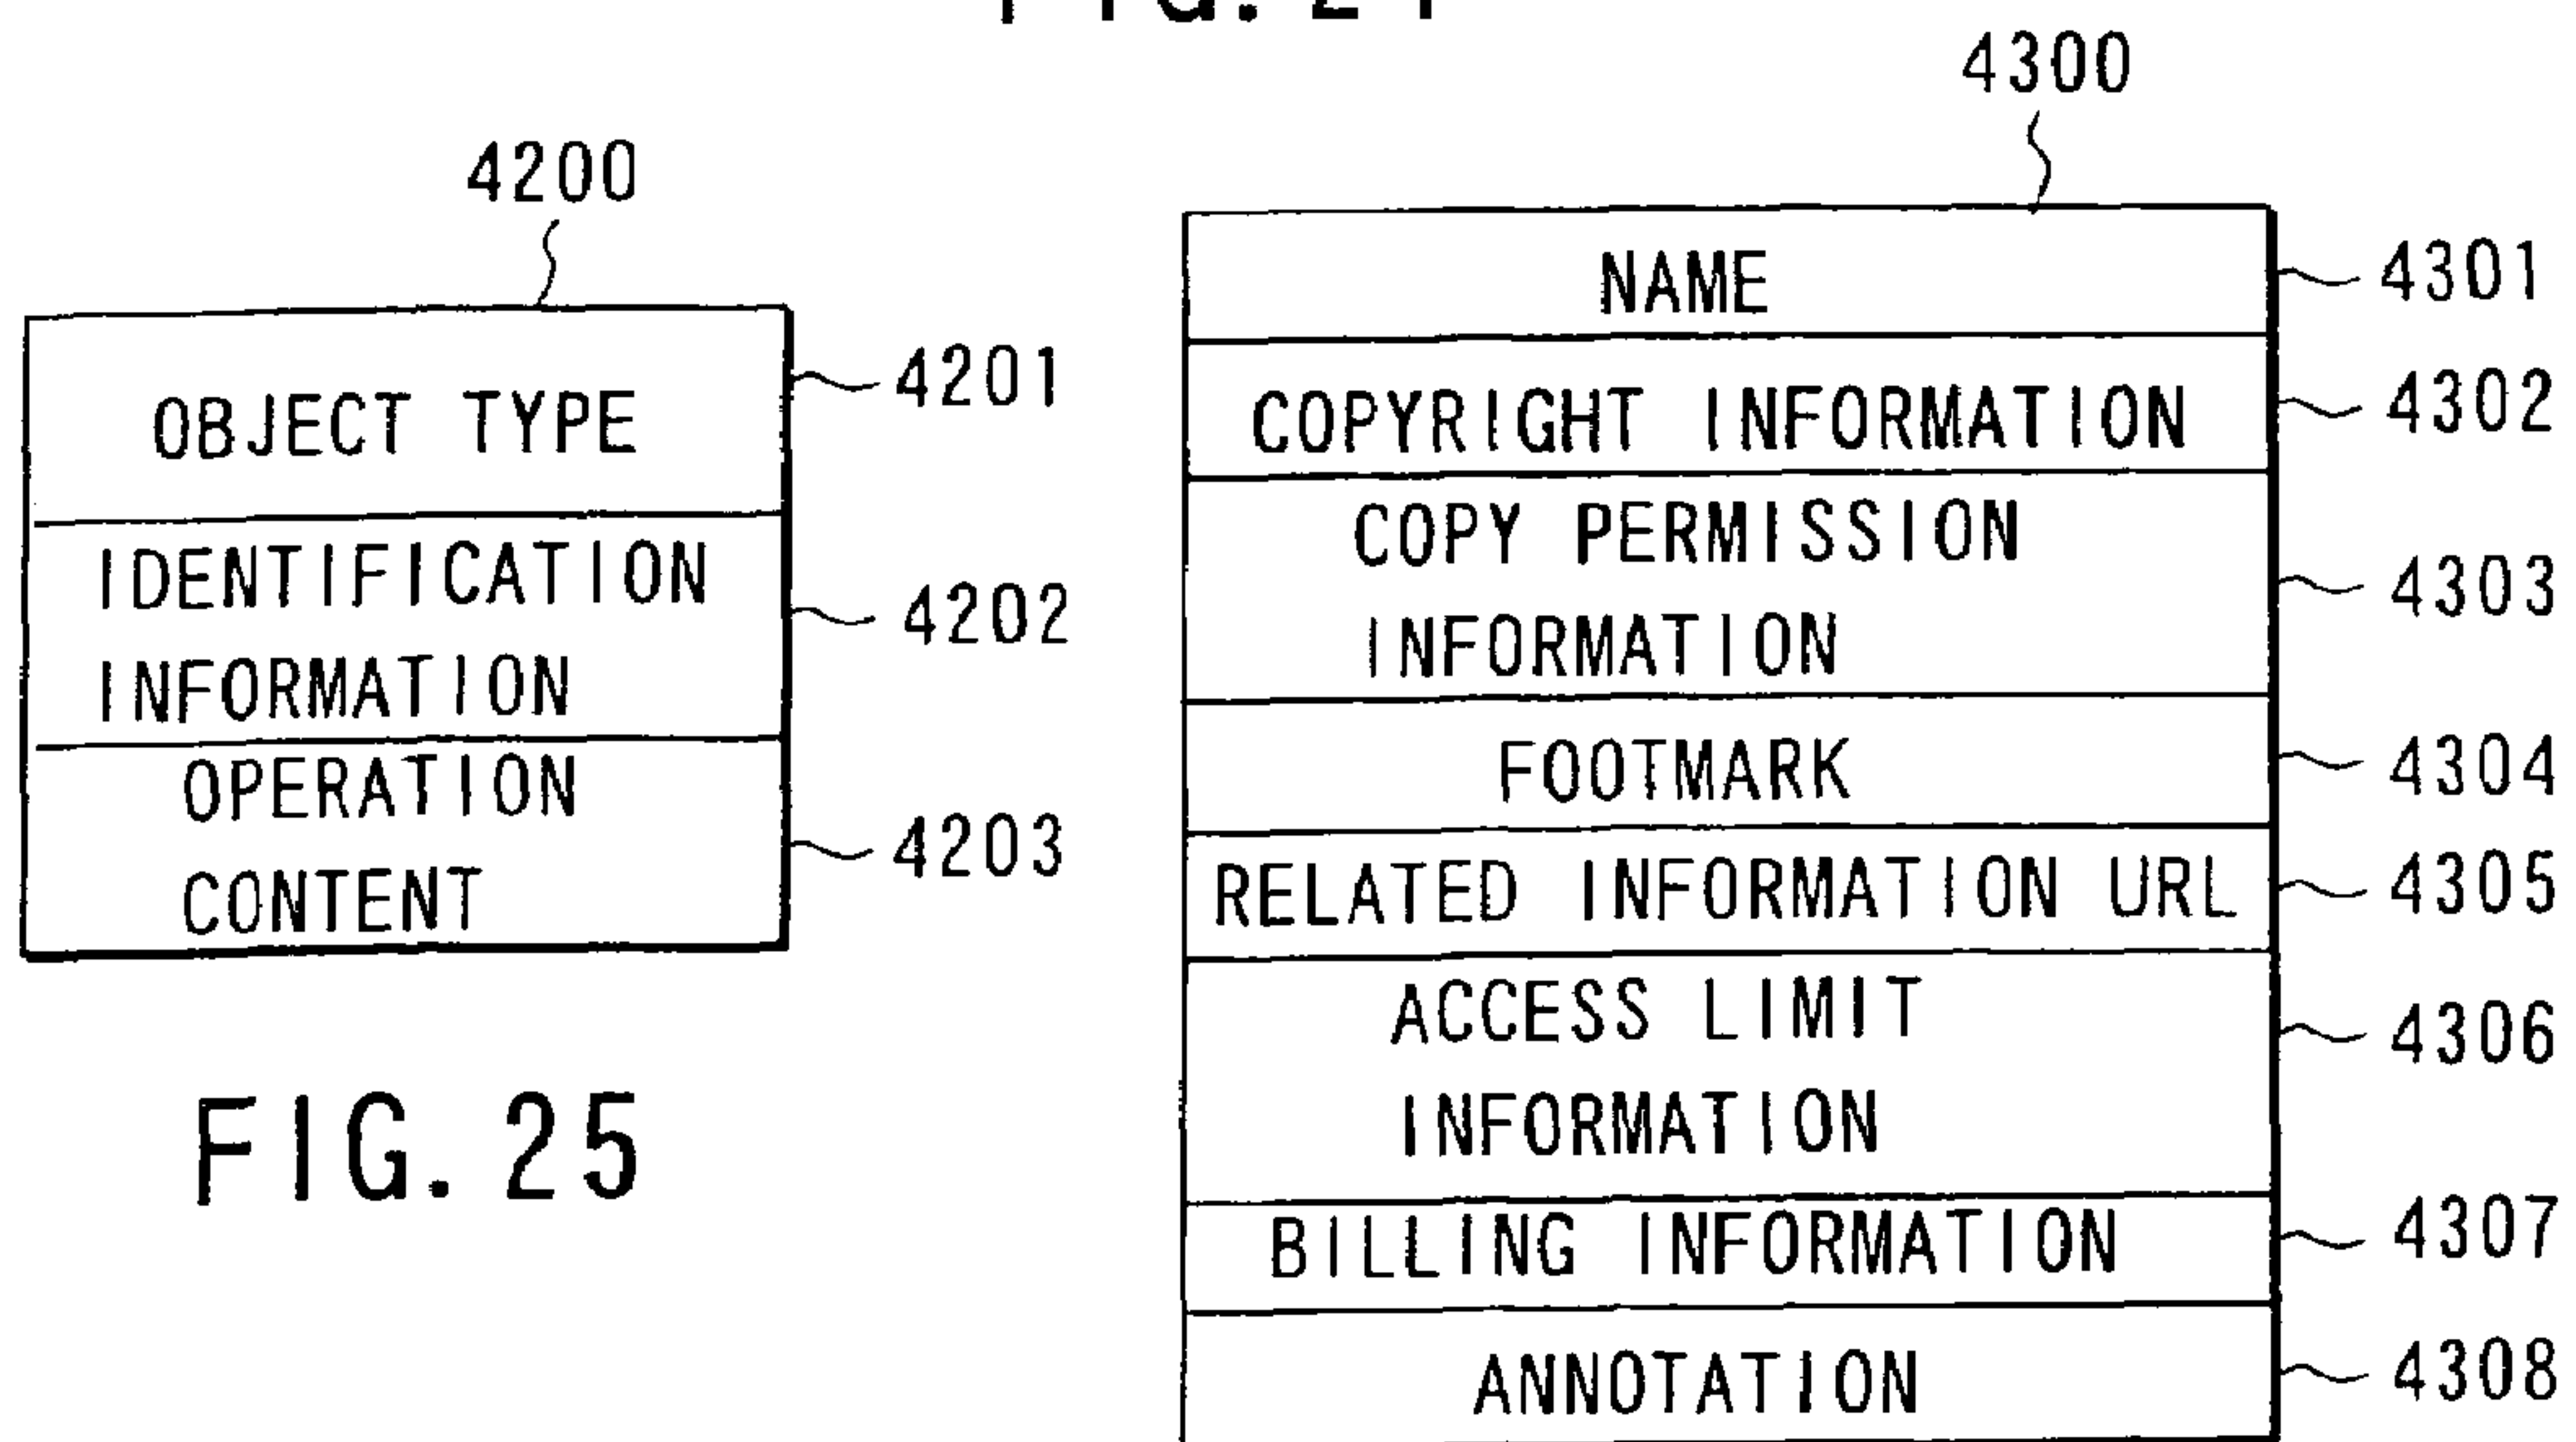 4200
OBJECT TYPE
4201
IDENTIFICATION
INFORMATION
4202
OPERATION
CONTENT
4203
FIG. 25
4300
NAME
4301
COPYRIGHT INFORMATION
4302
COPY PERMISSION
INFORMATION
4303
FOOTMARK
4304
RELATED INFORMATION URL
4305
ACCESS LIMIT
INFORMATION
4306
BILLING INFORMATION
4307
ANNOTATION
4308